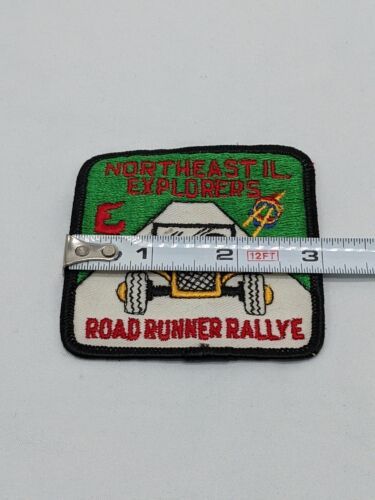 NORTHEAST IL.
EXPLORERS
E
1 2 12FT 3
ROAD RUNNER RALLYE